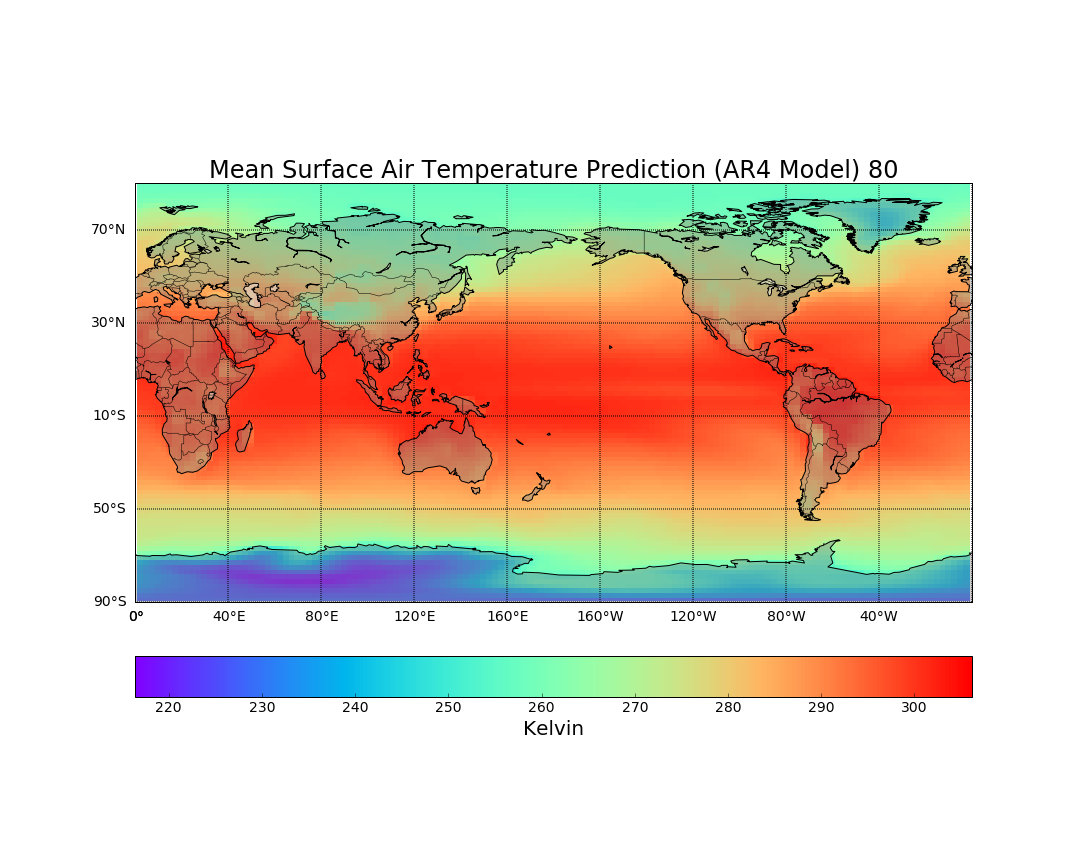 Mean Surface Air Temperature Prediction (AR4 Model) 80
70°N
30°N
10°S
50°S
90°S
0° 40°E 80°E 120°E 160°E 160°W 120°W 80°W 40°W
220 230 240 250 260 270 280 290 300
Kelvin